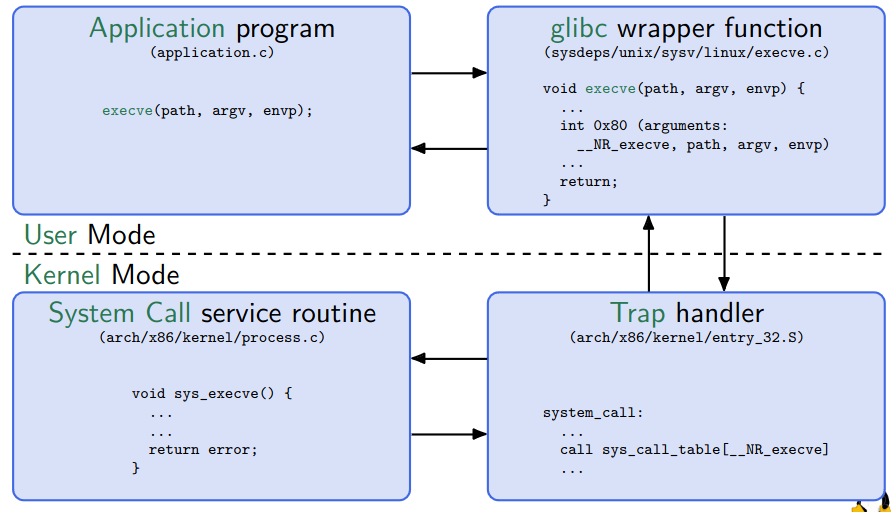 Application program
(application.c)
execve(path, argv, envp);
glibc wrapper function
(sysdeps/unix/sysv/linux/execve.c)
void execve(path, argv, envp) {
...
int 0x80 (arguments:
__NR_execve, path, argv, envp)
...
return;
}
User Mode
Kernel Mode
System Call service routine
(arch/x86/kernel/process.c)
void sys_execve() {
...
...
return error;
}
Trap handler
(arch/x86/kernel/entry_32.S)
system_call:
...
call sys_call_table[__NR_execve]
...